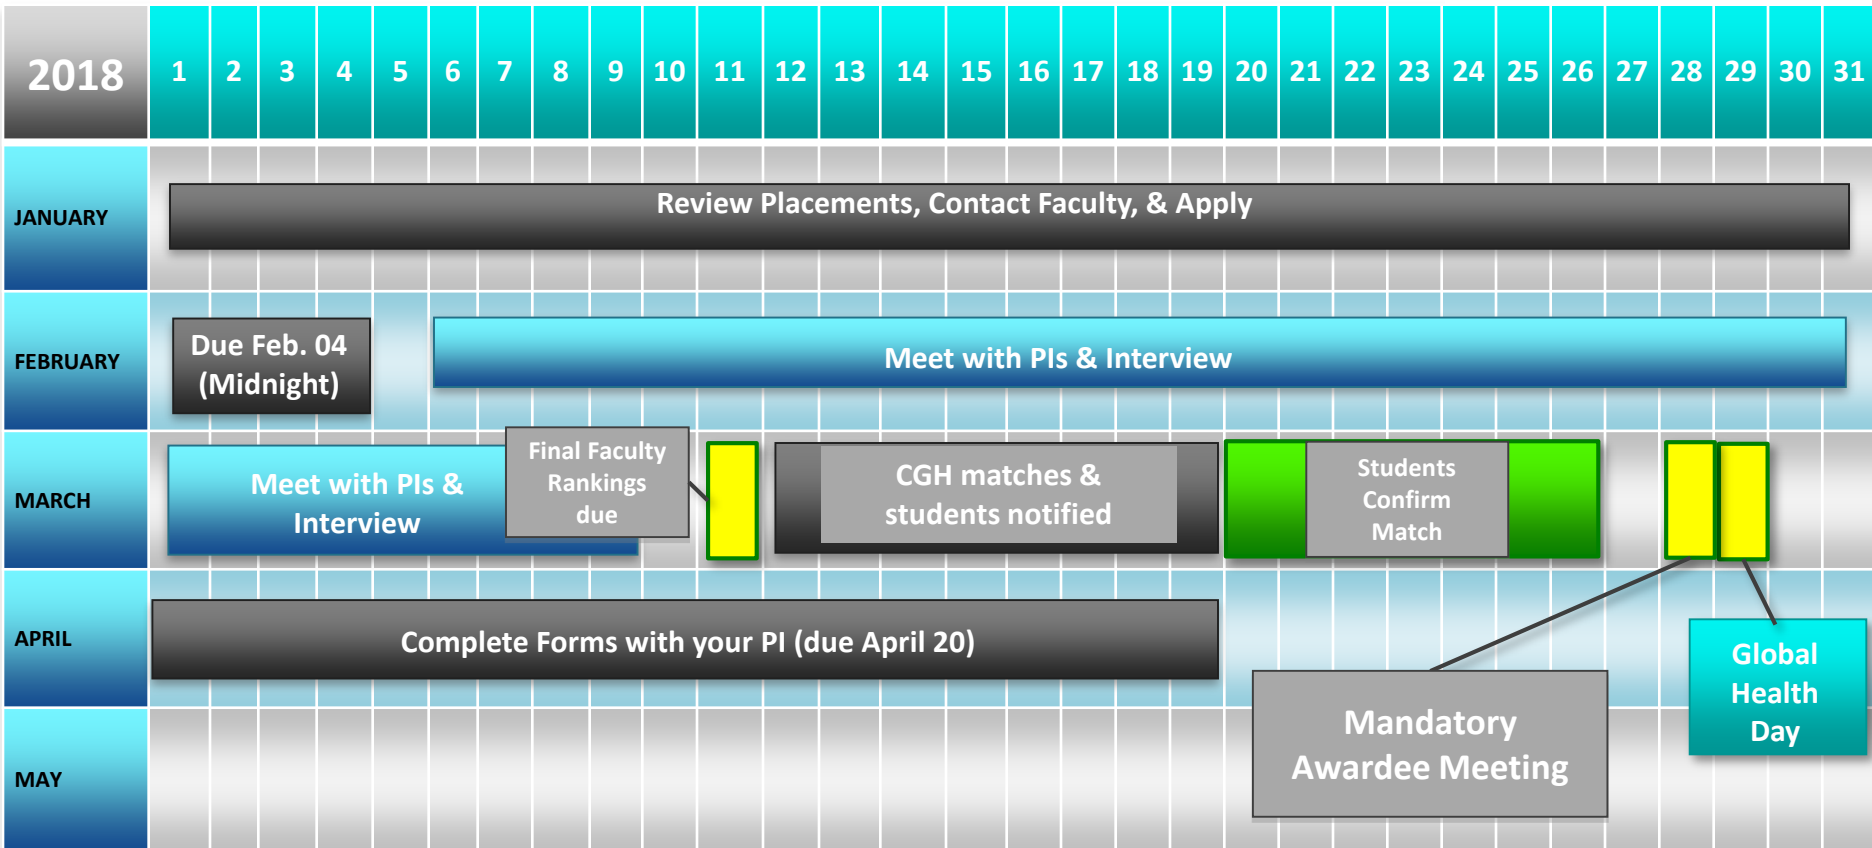 2018 1 2 3 4 5 6 7 8 9 10 11 12 13 14 15 16 17 18 19 20 21 22 23 24 25 26 27 28 29 30 31
JANUARY
Review Placements, Contact Faculty, & Apply
FEBRUARY
Due Feb. 04
(Midnight)
Meet with PIs & Interview
MARCH
Meet with PIs &
Interview
Final Faculty
Rankings
due
CGH matches &
students notified
Students
Confirm
Match
APRIL
Complete Forms with your PI (due April 20)
Mandatory
Awardee Meeting
Global
Health
Day
MAY